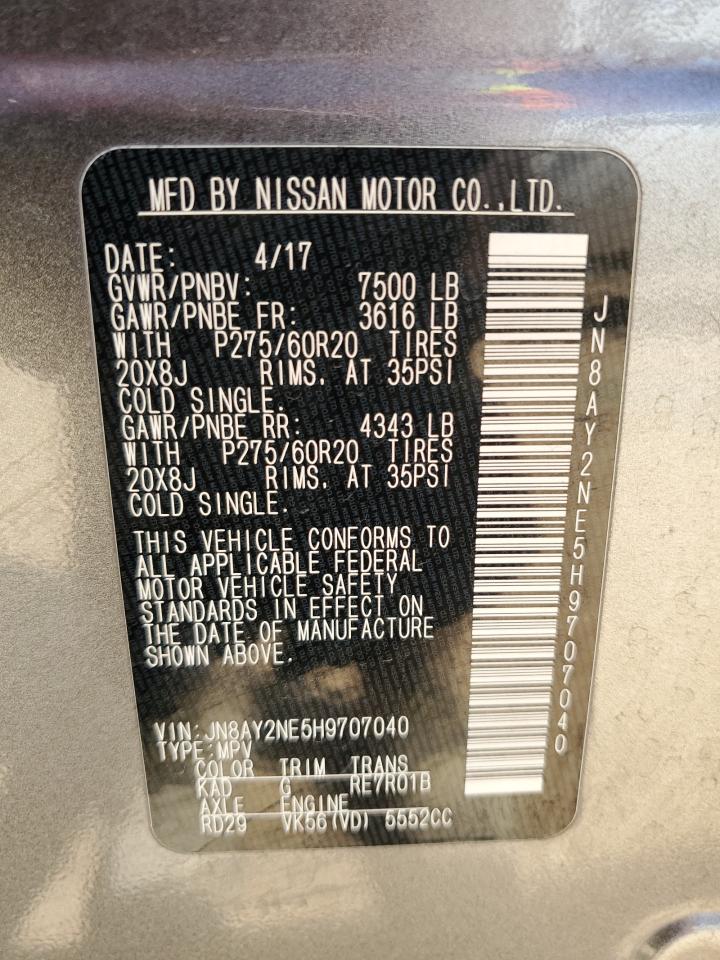 MFD BY NISSAN MOTOR CO.,LTD.
DATE: 4/17
GVWR/PNBV: 7500 LB
GAWR/PNBE FR: 3616 LB
WITH P275/60R20 TIRES
20X8J RIMS. AT 35PSI
COLD SINGLE.
GAWR/PNBE RR: 4343 LB
WITH P275/60R20 TIRES
20X8J RIMS. AT 35PSI
COLD SINGLE.
THIS VEHICLE CONFORMS TO
ALL APPLICABLE FEDERAL
MOTOR VEHICLE SAFETY
STANDARDS IN EFFECT ON
THE DATE OF MANUFACTURE
SHOWN ABOVE.
VIN:JN8AY2NE5H9707040
TYPE:MPV
COLOR TRIM TRANS
KAD G RE7R01B
AXLE ENGINE
RD29 VK56(VD) 5552CC
JN8AY2NE5H9707040